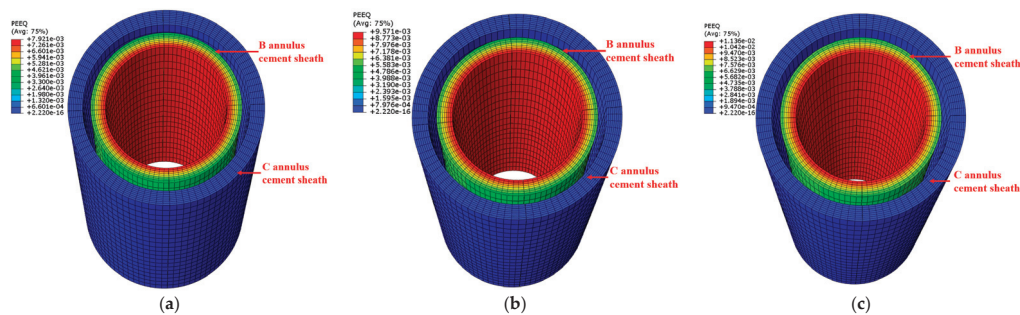 PEEQ
(Avg: 75%)
+7.921e-03
+7.261e-03
+6.601e-03
+5.941e-03
+5.281e-03
+4.621e-03
+3.961e-03
+3.300e-03
+2.640e-03
+1.980e-03
+1.320e-03
+6.601e-04
+2.220e-16
B annulus
cement sheath
C annulus
cement sheath
(a)
PEEQ
(Avg: 75%)
+9.571e-03
+8.773e-03
+7.976e-03
+7.178e-03
+6.381e-03
+5.583e-03
+4.786e-03
+3.988e-03
+3.190e-03
+2.393e-03
+1.595e-03
+7.976e-04
+2.220e-16
B annulus
cement sheath
C annulus
cement sheath
(b)
PEEQ
(Avg: 75%)
+1.136e-02
+1.042e-02
+9.470e-03
+8.523e-03
+7.576e-03
+6.629e-03
+5.682e-03
+4.735e-03
+3.788e-03
+2.841e-03
+1.894e-03
+9.470e-04
+2.220e-16
B annulus
cement sheath
C annulus
cement sheath
(c)